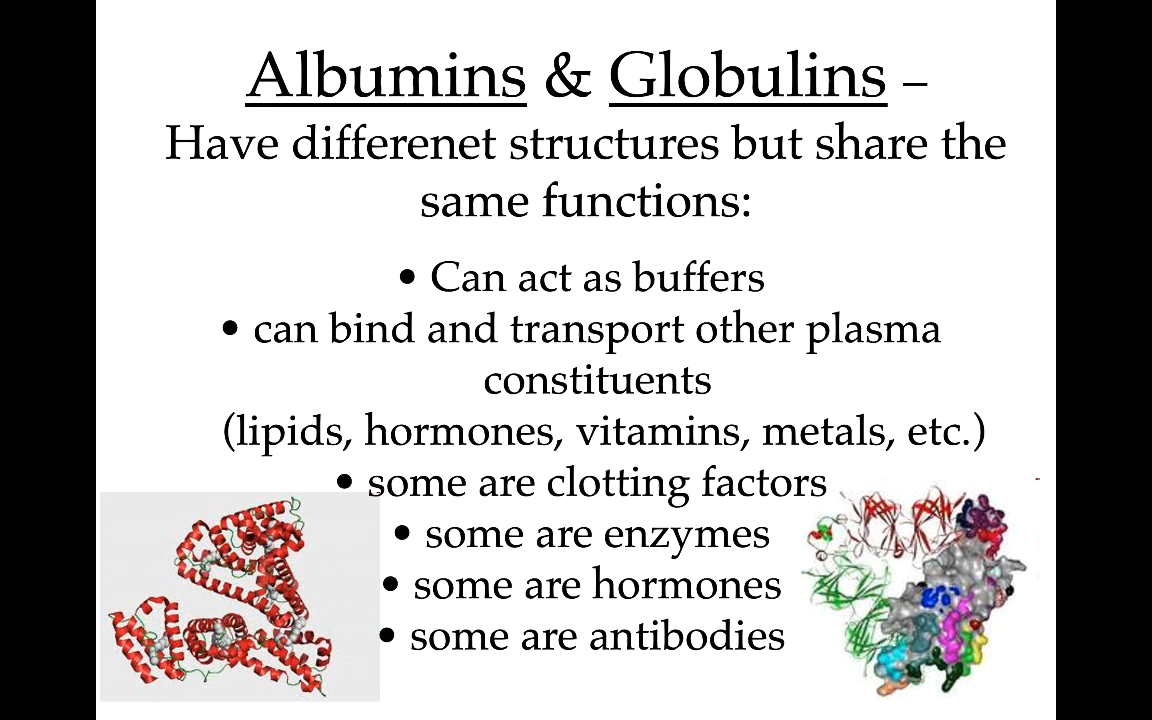 Albumins & Globulins –
Have differenet structures but share the
same functions:
• Can act as buffers
• can bind and transport other plasma
constituents
(lipids, hormones, vitamins, metals, etc.)
• some are clotting factors
• some are enzymes
• some are hormones
• some are antibodies